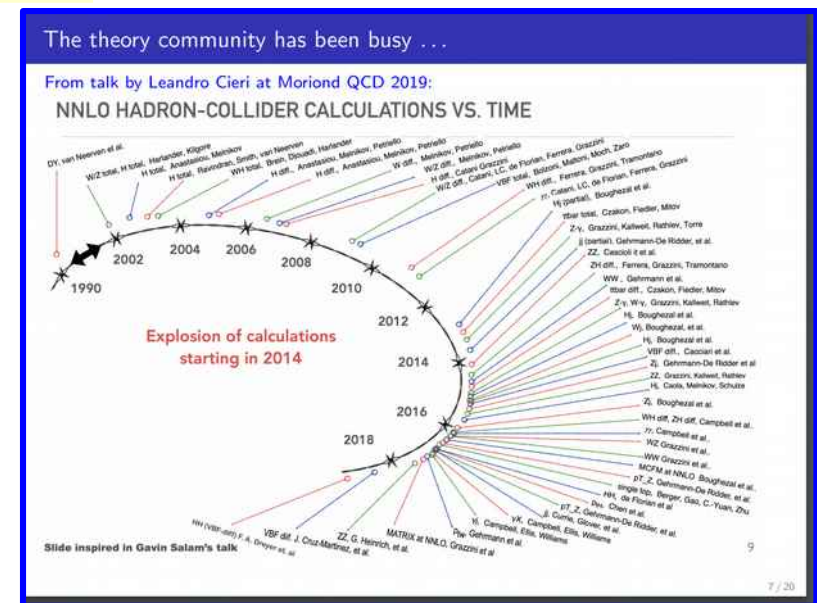 The theory community has been busy ...
From talk by Leandro Cieri at Moriond QCD 2019:
NNLO HADRON-COLLIDER CALCULATIONS VS. TIME
DY, van Neerven et al.
W/Z total, H total, Harlander, Kilgore
H total, Anastasiou, Melnikov
H total, Ravindran, Smith, van Neerven
WH total, Brein, Djouadi, Harlander
H diff., Anastasiou, Melnikov, Petriello
H diff., Anastasiou, Melnikov, Petriello
W diff., Melnikov, Petriello
W/Z diff., Melnikov, Petriello
H diff., Catani Grazzini
W/Z diff., Catani, LC, de Florian, Ferrera, Grazzini
VBF total, Bolzoni, Maltoni, Moch, Zaro
WH diff., Ferrera, Grazzini, Tramontano
Catani, LC, de Florian, Ferrera, Grazzini
Hj (partial), Boughezal et al.
ttbar total, Czakon, Fiedler, Mitov
Z-γ, Grazzini, Kallweit, Rathlev, Torre
jj (partial), Gehrmann-De Ridder, et al.
ZZ, Cascioli it et al.
ZH diff., Ferrera, Grazzini, Tramontano
WW, Gehrmann et al.
ttbar diff., Czakon, Fiedler, Mitov
Z-γ, W-γ, Grazzini, Kallweit, Rathlev
Hj, Boughezal et al.
Wj, Boughezal, et al.
Hj, Boughezal et al.
VBF diff., Cacciari et al.
Zj, Gehrmann-De Ridder et al
ZZ, Grazzini, Kallweit, Rathlev
Hj, Caola, Melnikov, Schulze
Zj, Boughezal et al.
WH diff, ZH diff, Campbell et al..
Campbell et al..
WZ Grazzini et al..
WW Grazzini et al..
MCFM at NNLO Boughezal et al..
pT_Z, Gehrmann-De Ridder, et al.
single top, Berger, Gao, C.-Yuan, Zhu
HH, de Florian et al
Chen et al.
pT_Z, Gehrmann-De Ridder, et al.
jj, Currie, Glover, et al.
γX, Campbell, Ellis, Williams
γj, Campbell, Ellis, Williams
Gehrmann et al.
MATRIX at NNLO, Grazzini et al
ZZ, G. Heinrich, et al.
VBF dif. J. Cruz-Martinez, et al.
HH (VBF-diff) F. A. Dreyer et. al
1990
2002
2004
2006
2008
2010
2012
2014
2016
2018
Explosion of calculations
starting in 2014
Slide inspired in Gavin Salam's talk
9
7 / 20